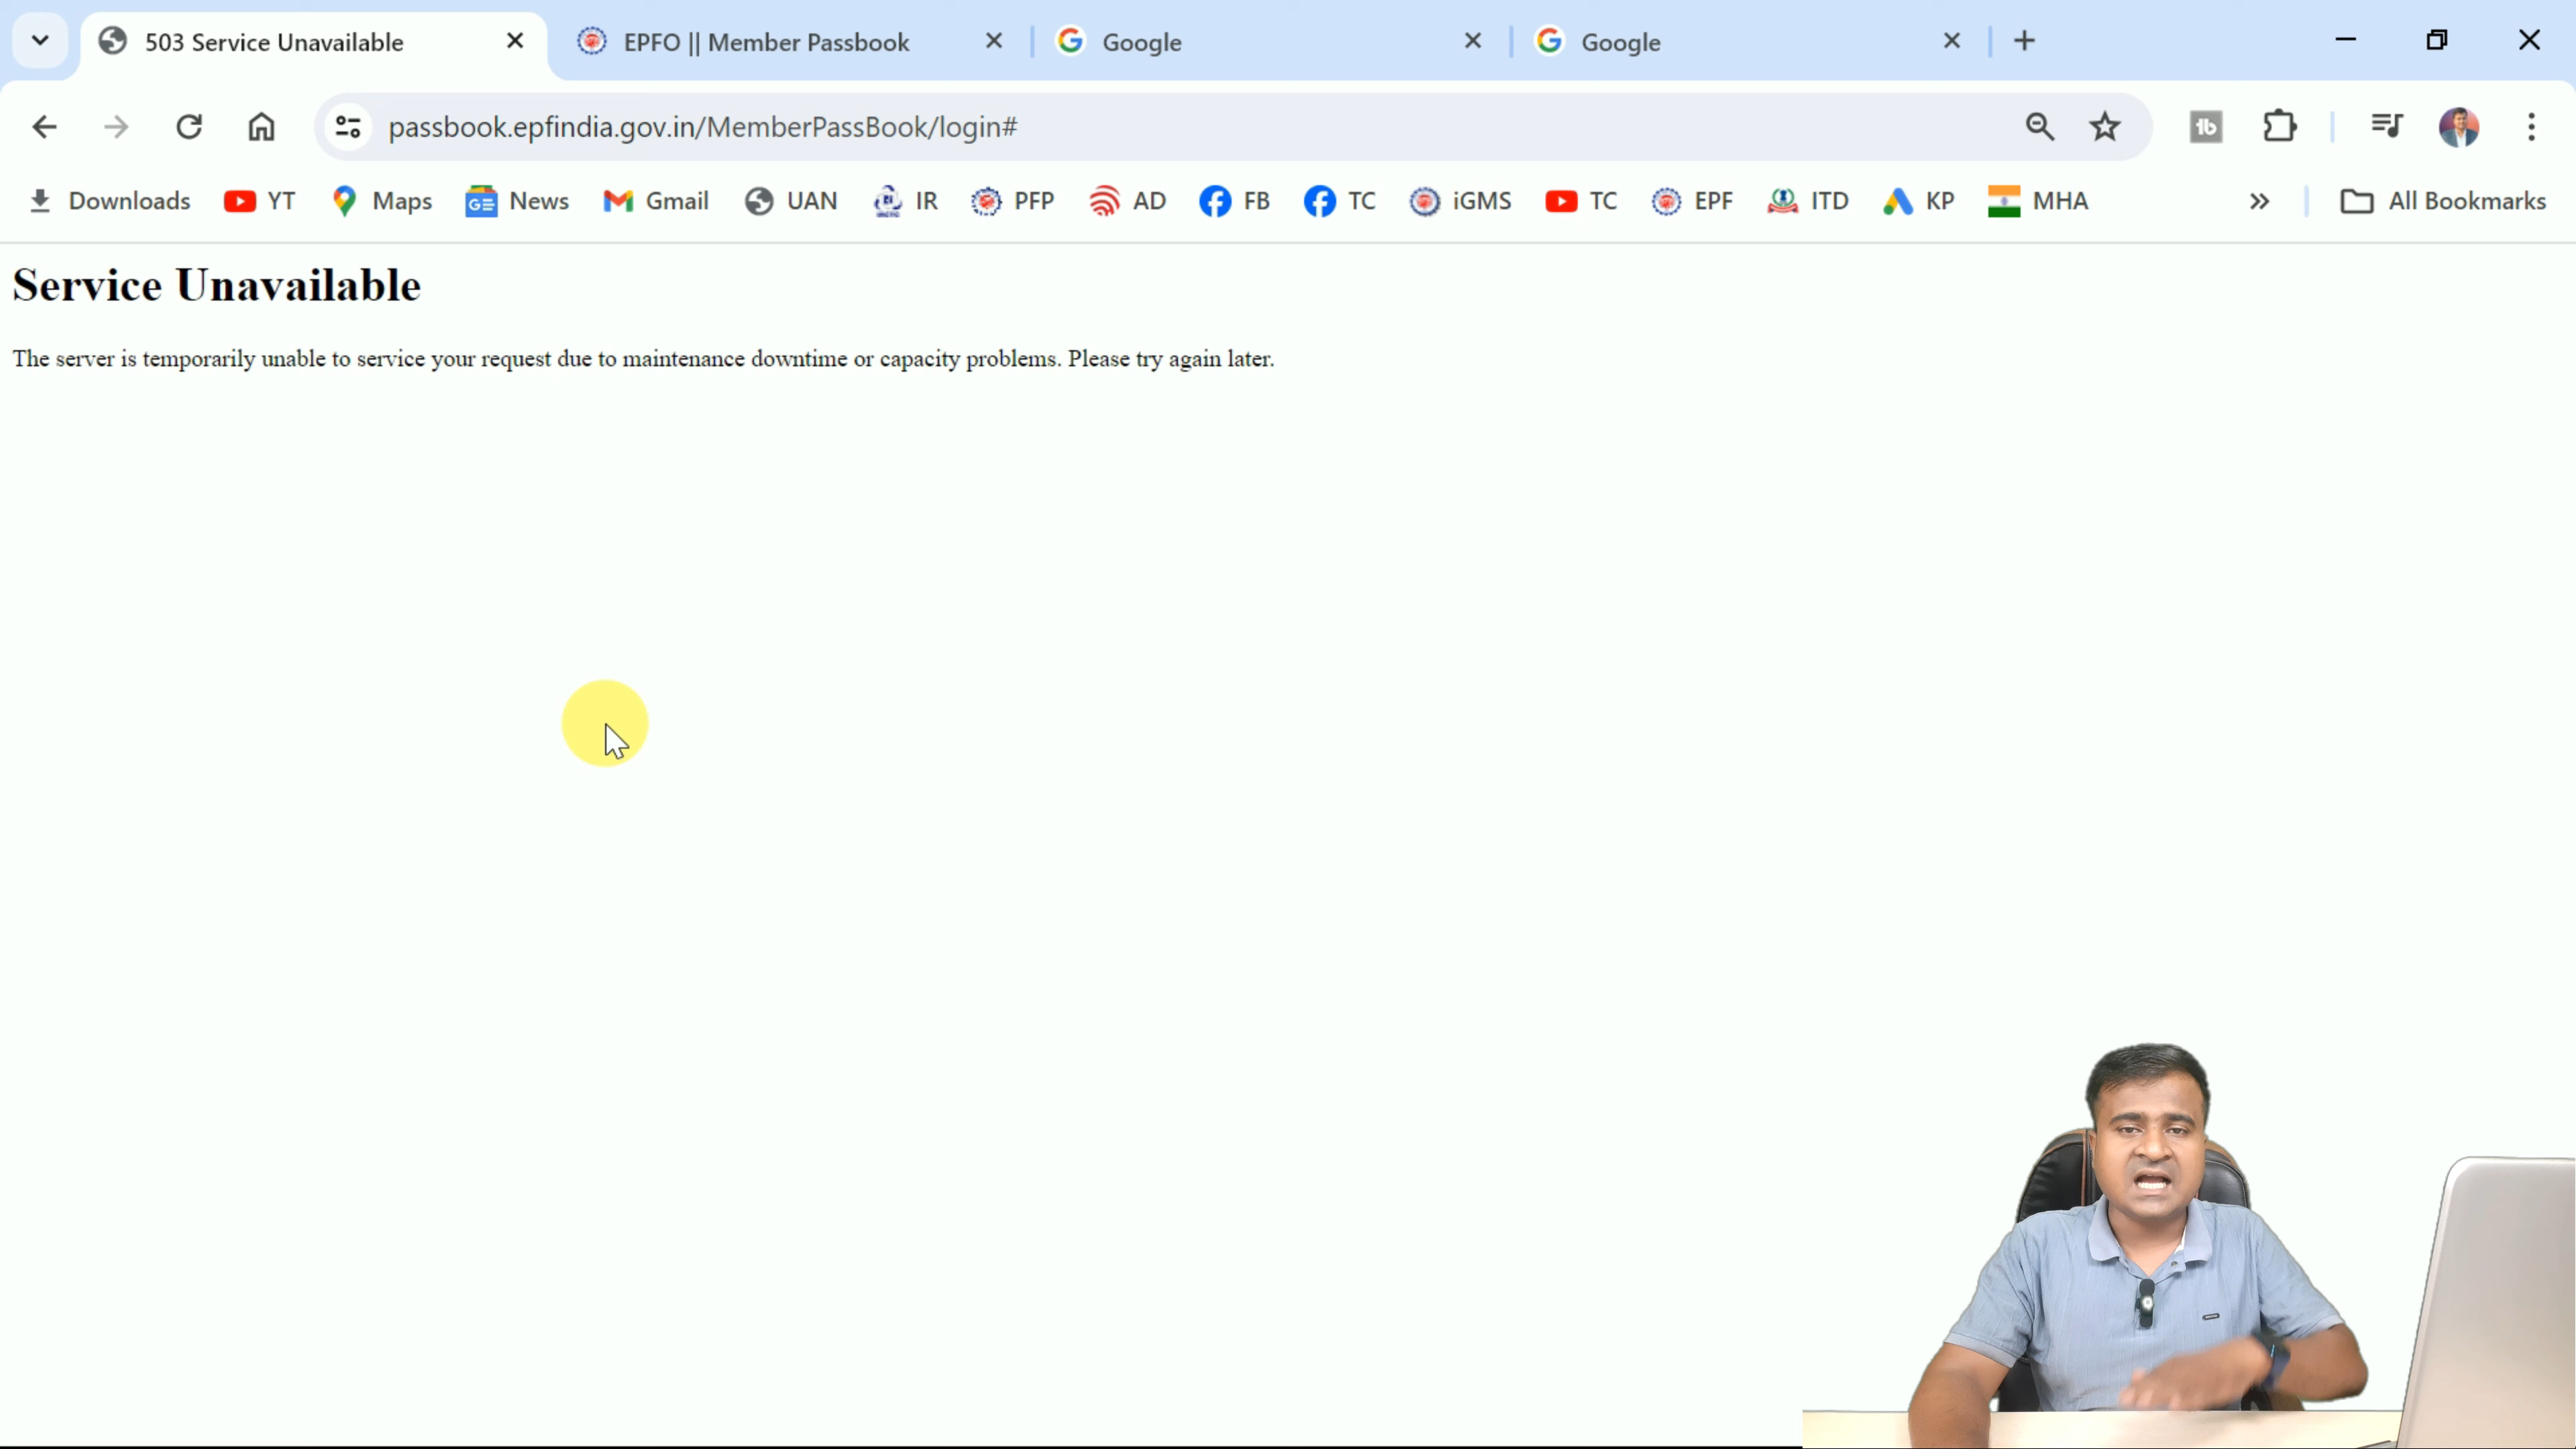 503 Service Unavailable
EPFO || Member Passbook
Google
Google
passbook.epfindia.gov.in/MemberPassBook/login#
Downloads YT Maps News Gmail UAN IR PFP AD FB TC iGMS TC EPF ITD KP MHA » All Bookmarks
Service Unavailable
The server is temporarily unable to service your request due to maintenance downtime or capacity problems. Please try again later.